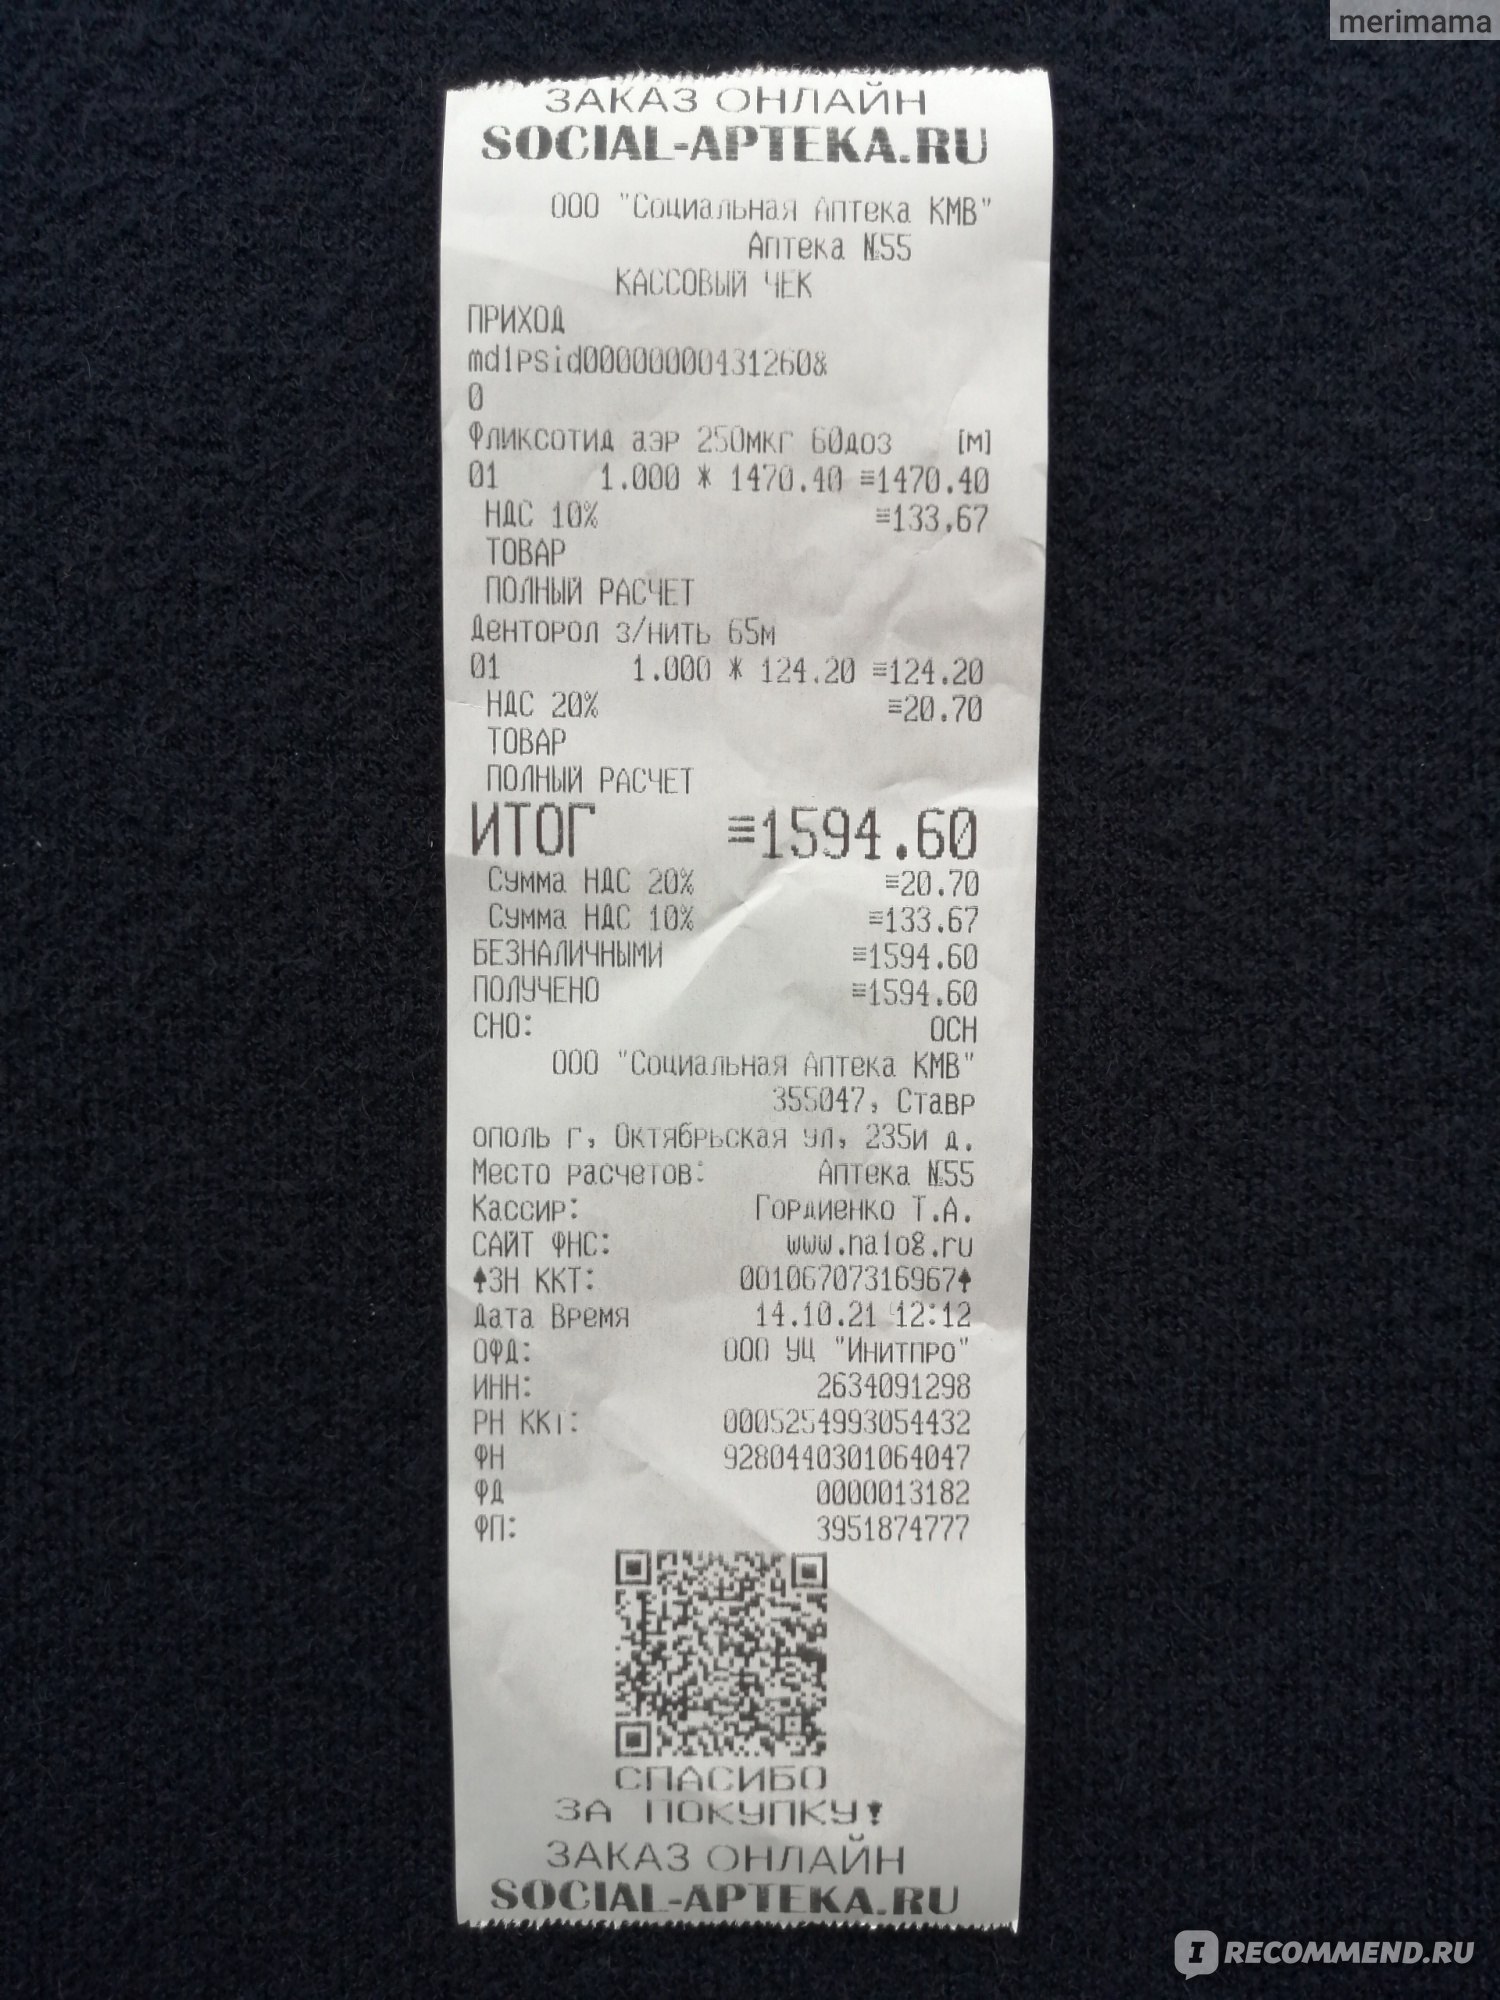 merimama
ЗАКАЗ ОНЛАЙН
SOCIAL-APTEKA.RU
ООО "Социальная Аптека КМВ"
Аптека №55
КАССОВЫЙ ЧЕК
ПРИХОД
mdlpsid000000004312608&
0
Фликсотид аэр 250мкг 60доз [М]
01 1.000 * 1470.40 ≡1470.40
НДС 10% ≡133.67
ТОВАР
ПОЛНЫЙ РАСЧЕТ
Денторол з/нить 65м
01 1.000 * 124.20 ≡124.20
НДС 20% ≡20.70
ТОВАР
ПОЛНЫЙ РАСЧЕТ
ИТОГ ≡1594.60
Сумма НДС 20% ≡20.70
Сумма НДС 10% ≡133.67
БЕЗНАЛИЧНЫМИ ≡1594.60
ПОЛУЧЕНО ≡1594.60
СНО: ОСН
ООО "Социальная Аптека КМВ"
355047, Ставр
ополь г, Октябрьская ул, 235и д.
Место расчетов: Аптека №55
Кассир: Гордиенко Т.А.
САЙТ ФНС: www.nalog.ru
ЗН ККТ: 00106707316967
Дата Время 14.10.21 12:12
ОФД: ООО УЦ "Инитпро"
ИНН: 2634091298
РН ККТ: 0005254993054432
ФН 9280440301064047
ФД 0000013182
ФП: 3951874777
СПАСИБО
ЗА ПОКУПКУ!
ЗАКАЗ ОНЛАЙН
SOCIAL-APTEKA.RU
I RECOMMEND.RU